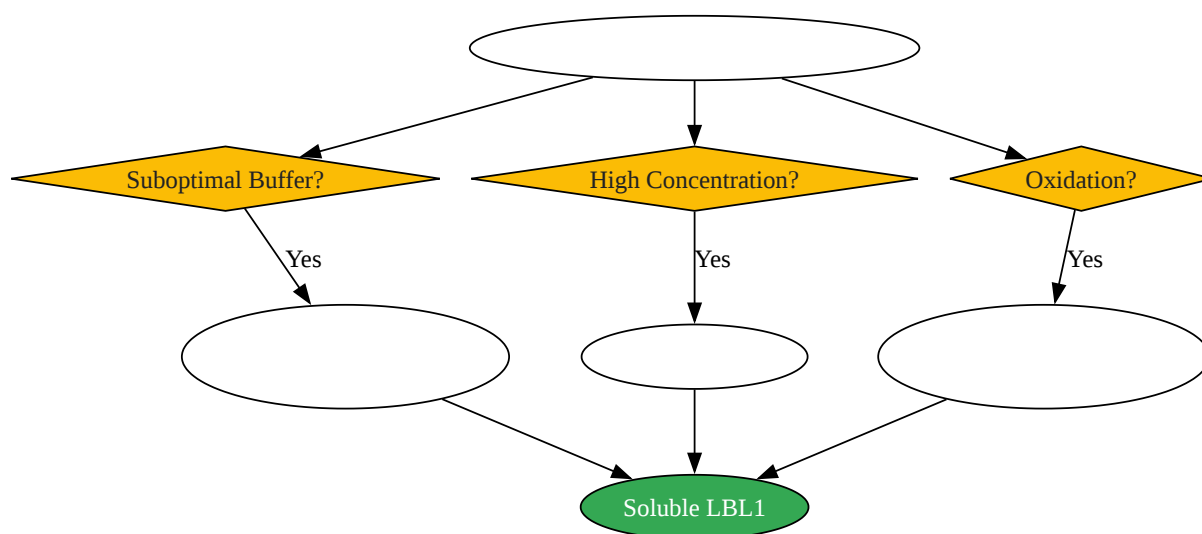 Suboptimal Buffer?
High Concentration?
Oxidation?
Yes
Yes
Yes
Soluble LBL1